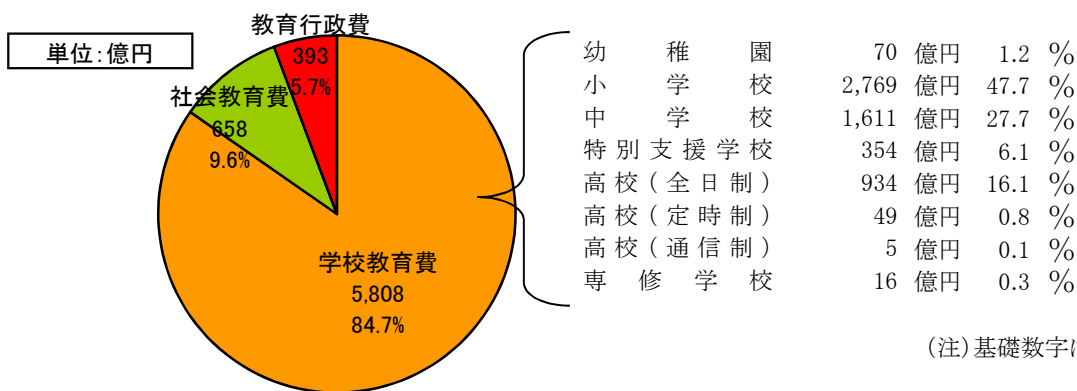 教育行政費
393
5.7%
単位：億円
社会教育費
658
9.6%
学校教育費
5,808
84.7%
幼稚園 70 億円 1.2 %
小学校 2,769 億円 47.7 %
中学校 1,611 億円 27.7 %
特別支援学校 354 億円 6.1 %
高校(全日制) 934 億円 16.1 %
高校(定時制) 49 億円 0.8 %
高校(通信制) 5 億円 0.1 %
専修学校 16 億円 0.3 %
(注)基礎数字